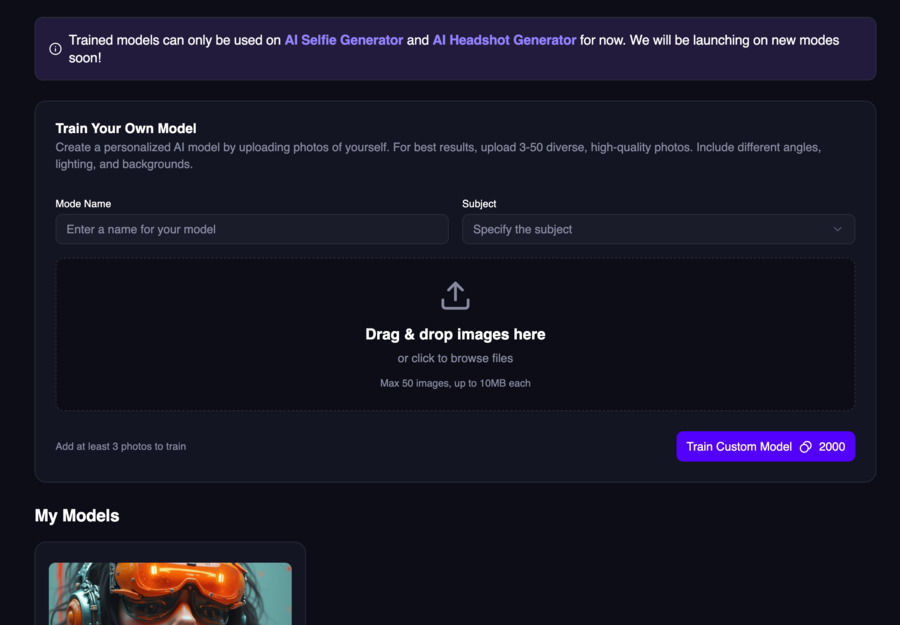 Trained models can only be used on AI Selfie Generator and AI Headshot Generator for now. We will be launching on new modes
soon!
Train Your Own Model
Create a personalized AI model by uploading photos of yourself. For best results, upload 3-50 diverse, high-quality photos. Include different angles,
lighting, and backgrounds.
Mode Name
Subject
Enter a name for your model
Specify the subject
Drag & drop images here
or click to browse files
Max 50 images, up to 10MB each
Add at least 3 photos to train
Train Custom Model 2000
My Models